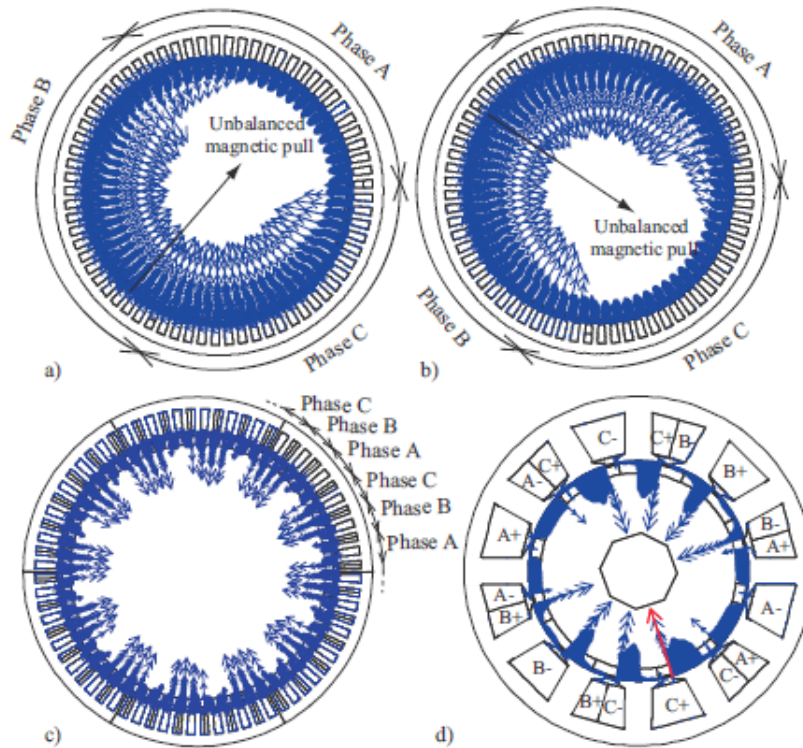 Phase A
Phase B
Unbalanced
magnetic pull
Phase C
a)
Phase A
Unbalanced
magnetic pull
Phase B
Phase C
b)
Phase C
Phase B
Phase A
Phase C
Phase B
Phase A
c)
C-
C+
B-
B+
B-
A+
A-
A+
C-
C+
C-
B+
B-
A-
B+
A+
A-
C+
d)